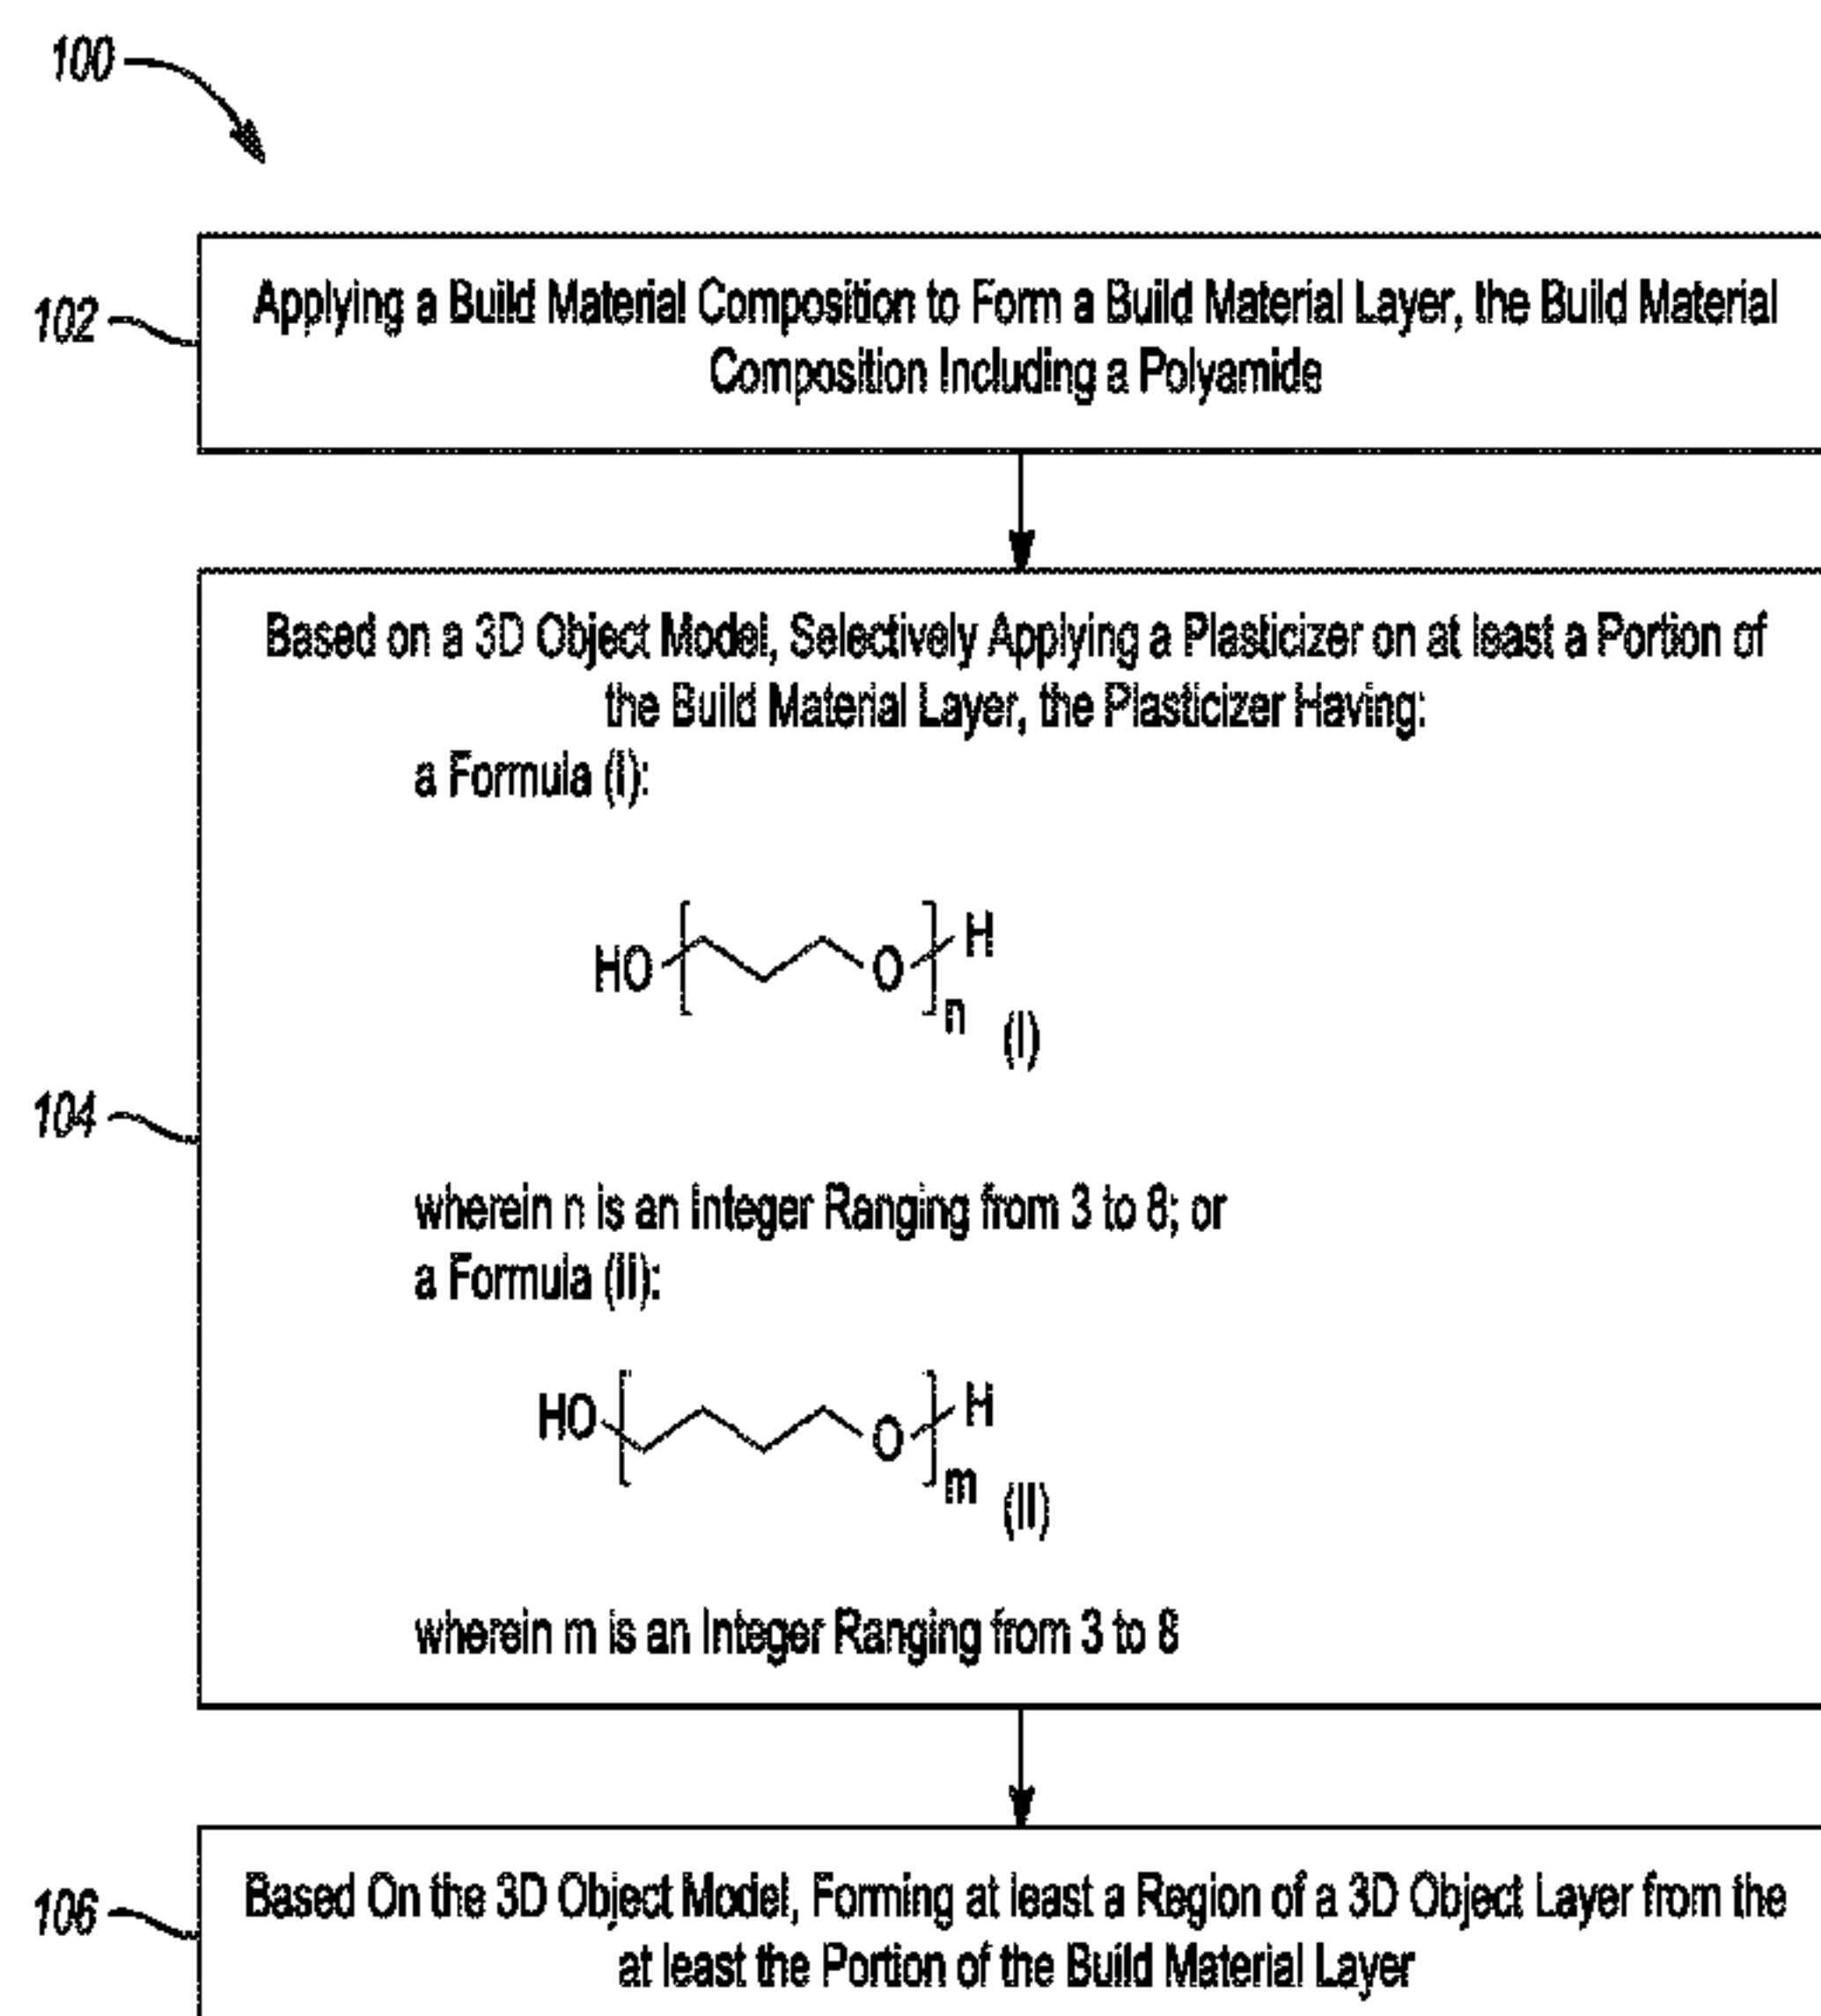 100
102
Applying a Build Material Composition to Form a Build Material Layer, the Build Material
Composition Including a Polyamide
104
Based on a 3D Object Model, Selectively Applying a Plasticizer on at least a Portion of
the Build Material Layer, the Plasticizer Having:
a Formula (I):
HO O H
n (I)
wherein n is an Integer Ranging from 3 to 8; or
a Formula (II):
HO O H
m (II)
wherein m is an Integer Ranging from 3 to 8
106
Based On the 3D Object Model, Forming at least a Region of a 3D Object Layer from the
at least the Portion of the Build Material Layer